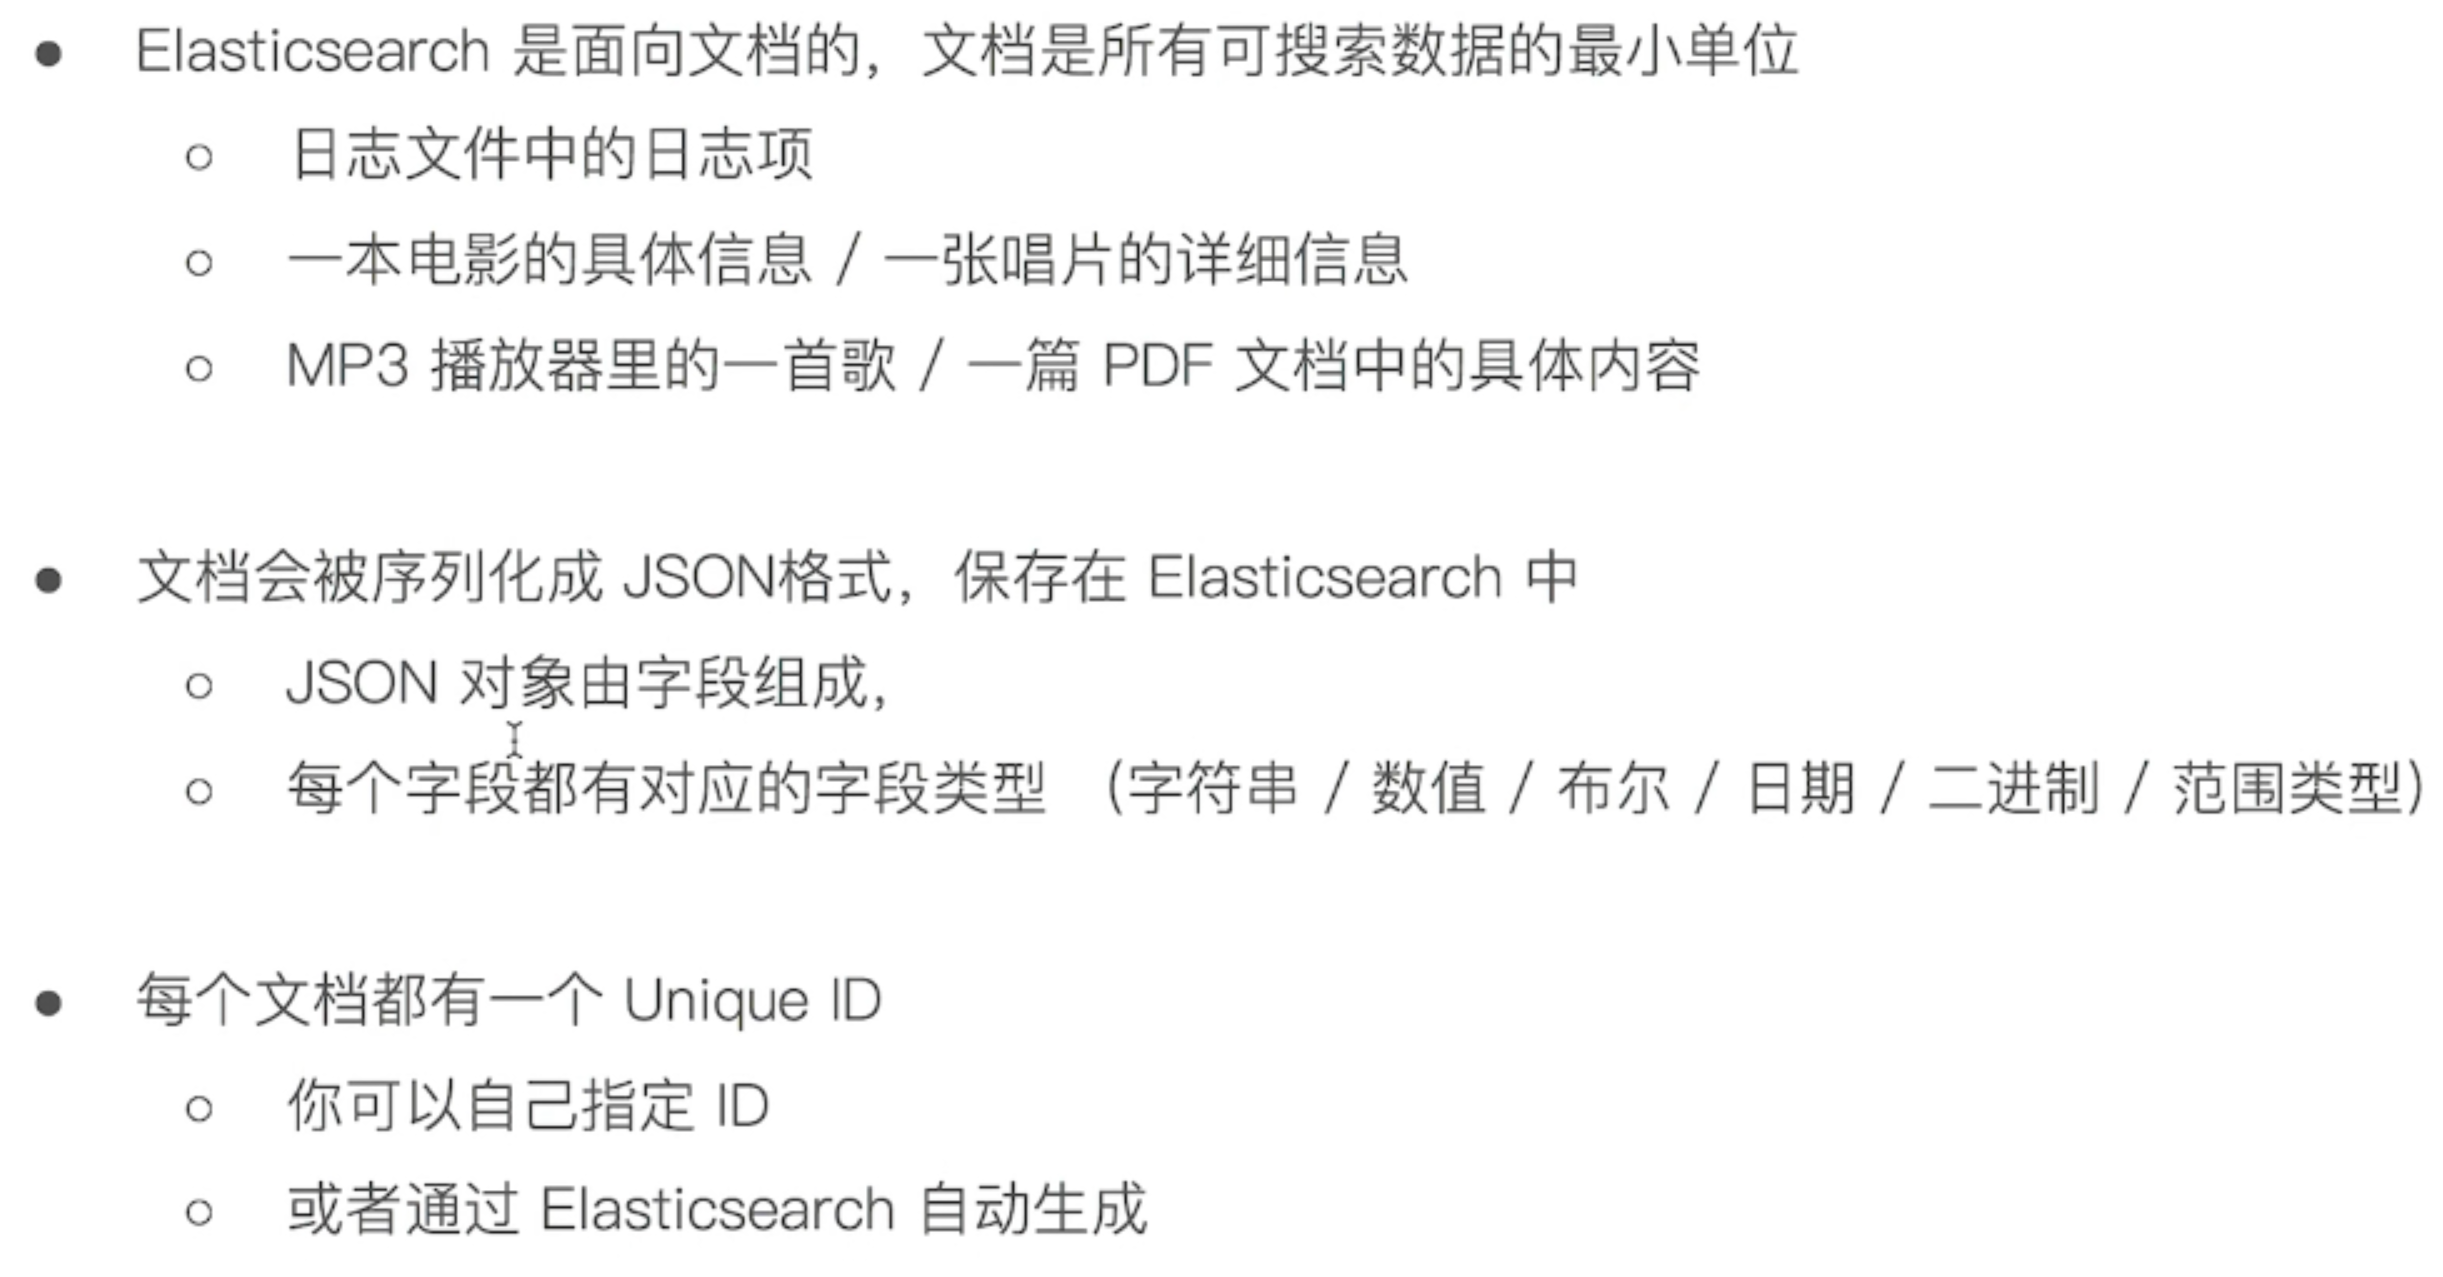 • Elasticsearch 是面向文档的，文档是所有可搜索数据的最小单位
○ 日志文件中的日志项
○ 一本电影的具体信息 / 一张唱片的详细信息
○ MP3 播放器里的一首歌 / 一篇 PDF 文档中的具体内容
• 文档会被序列化成 JSON格式，保存在 Elasticsearch 中
○ JSON 对象由字段组成，
○ 每个字段都有对应的字段类型 （字符串 / 数值 / 布尔 / 日期 / 二进制 / 范围类型）
• 每个文档都有一个 Unique ID
○ 你可以自己指定 ID
○ 或者通过 Elasticsearch 自动生成